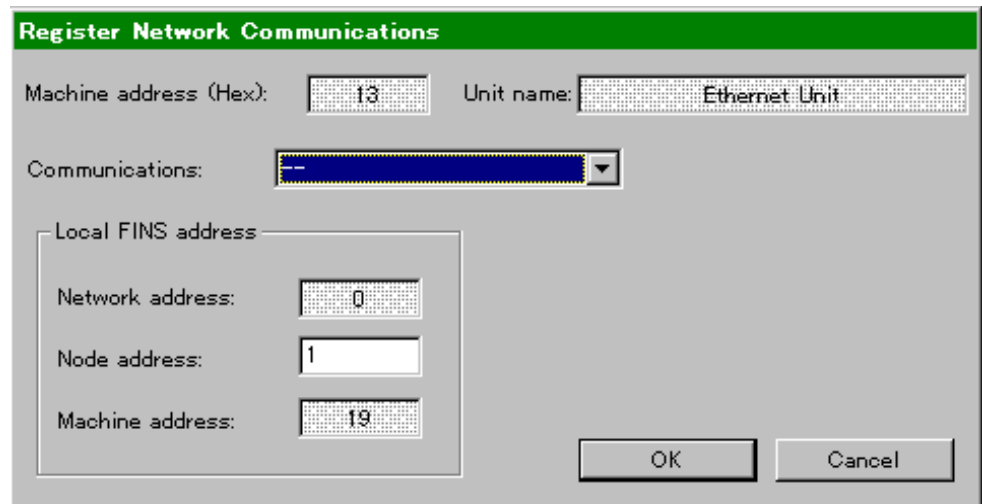 Register Network Communications
Machine address (Hex): 13 Unit name: Ethernet Unit
Communications: --
Local FINS address
Network address: 0
Node address: 1
Machine address: 19
OK Cancel